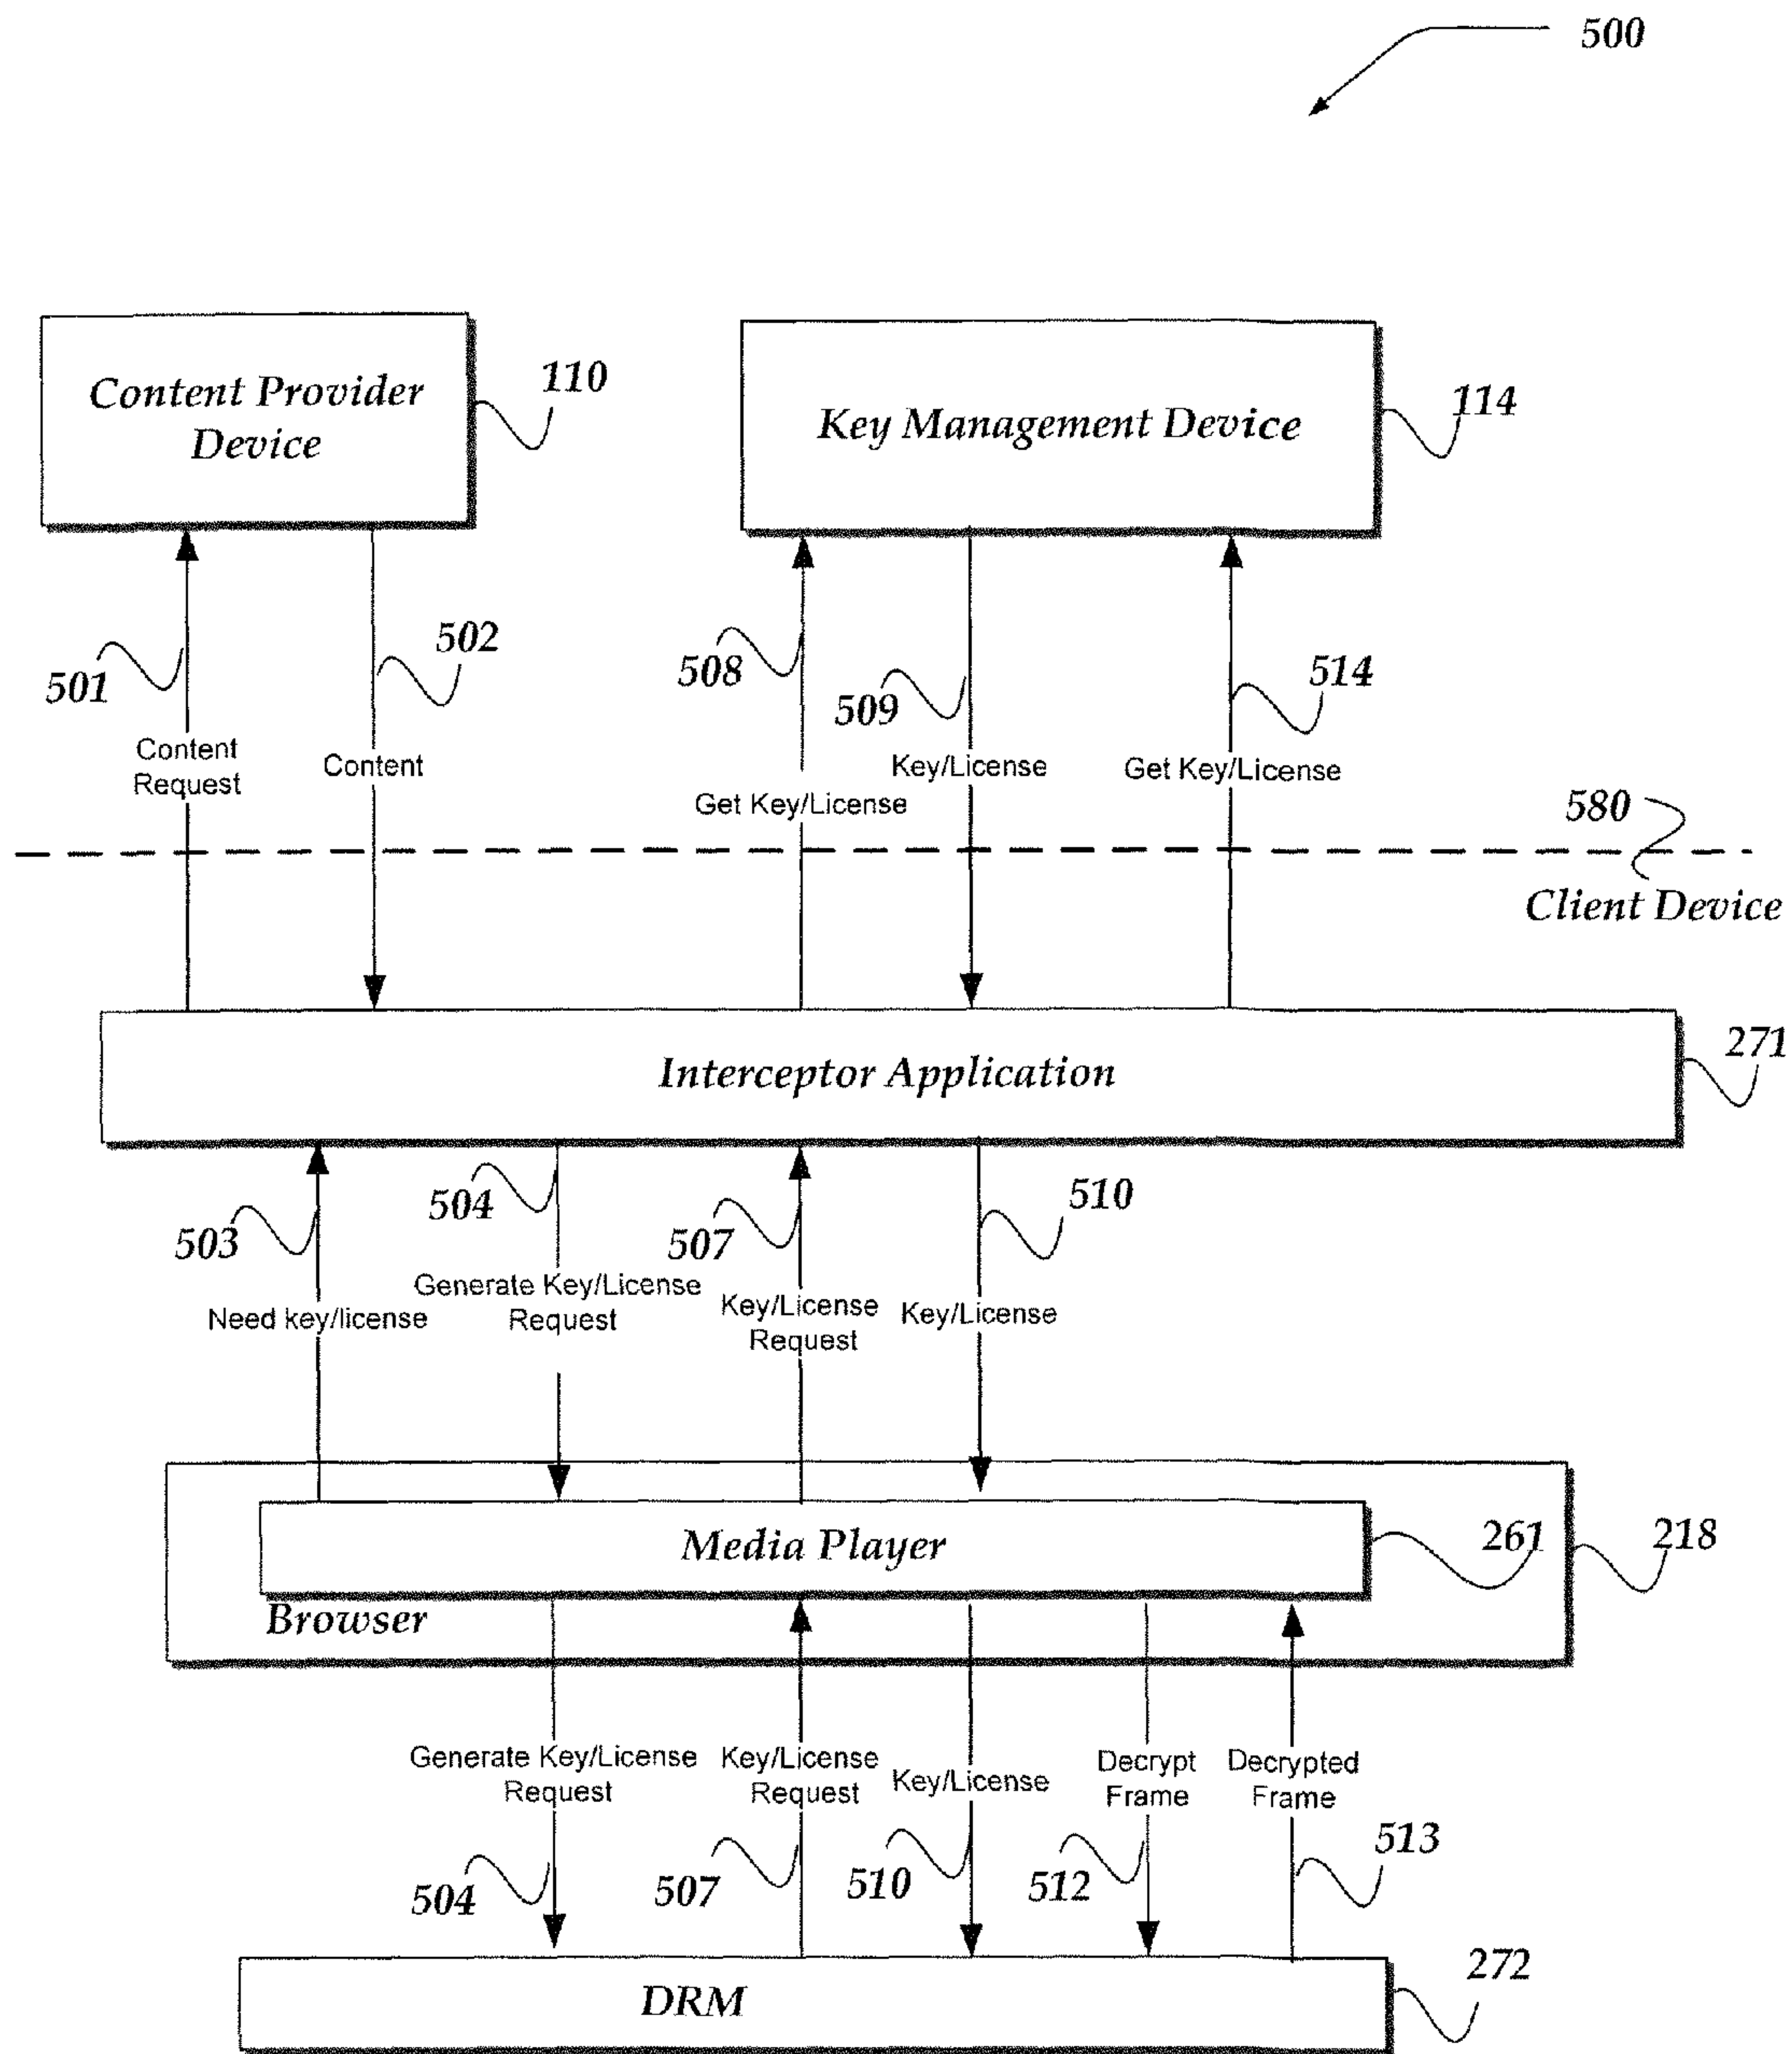 500
Content Provider
Device
110
Key Management Device
114
501
502
508
509
514
Content
Request
Content
Get Key/License
Key/License
Get Key/License
580
Client Device
Interceptor Application
271
503
504
507
510
Need key/license
Generate Key/License
Request
Key/License
Request
Key/License
Media Player
261
218
Browser
Generate Key/License
Request
Key/License
Request
Key/License
Decrypt
Frame
Decrypted
Frame
504
507
510
512
513
DRM
272